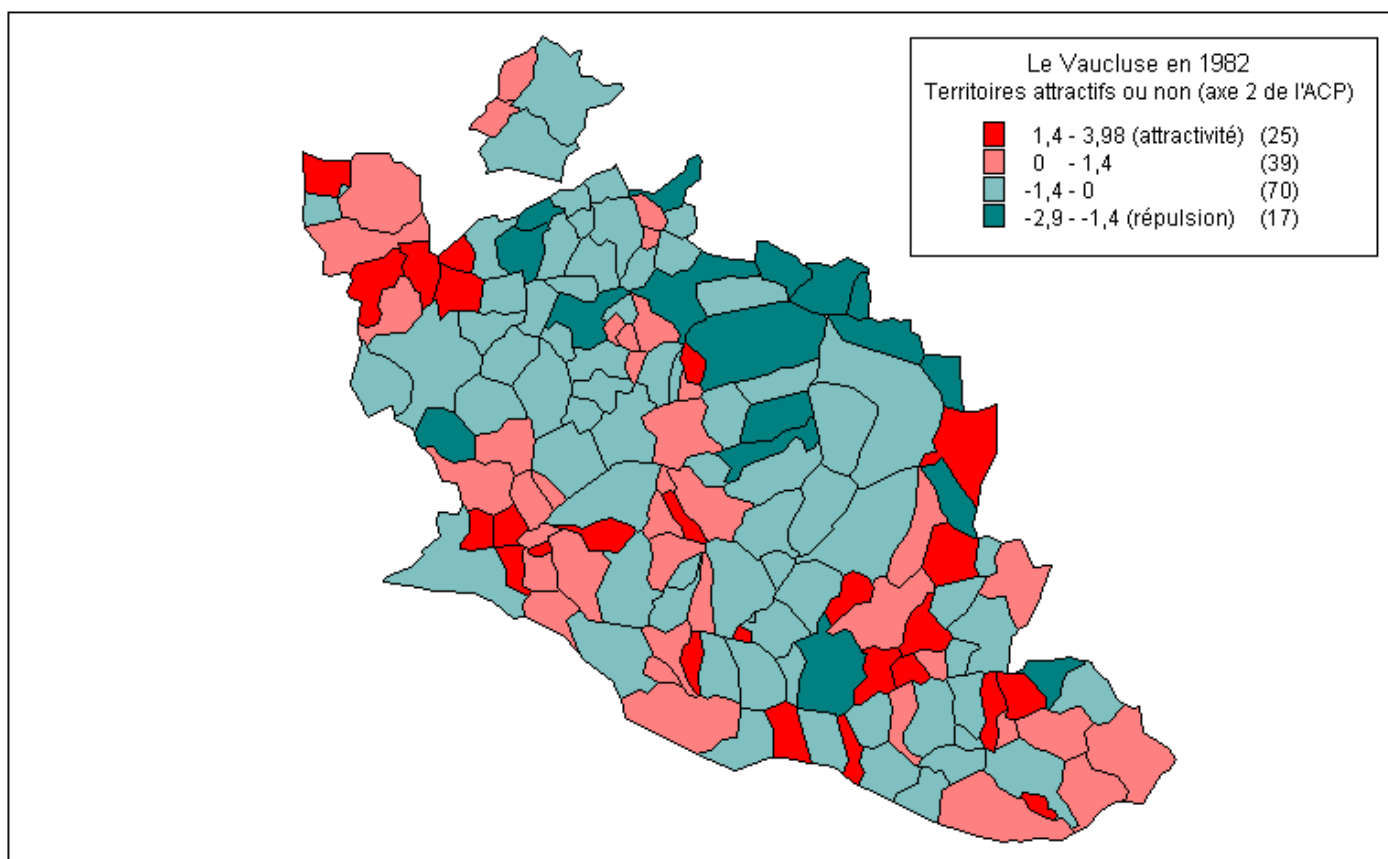 Le Vaucluse en 1982
Territoires attractifs ou non (axe 2 de l'ACP)
1,4 - 3,98 (attractivité) (25)
0 - 1,4 (39)
-1,4 - 0 (70)
-2,9 - -1,4 (répulsion) (17)